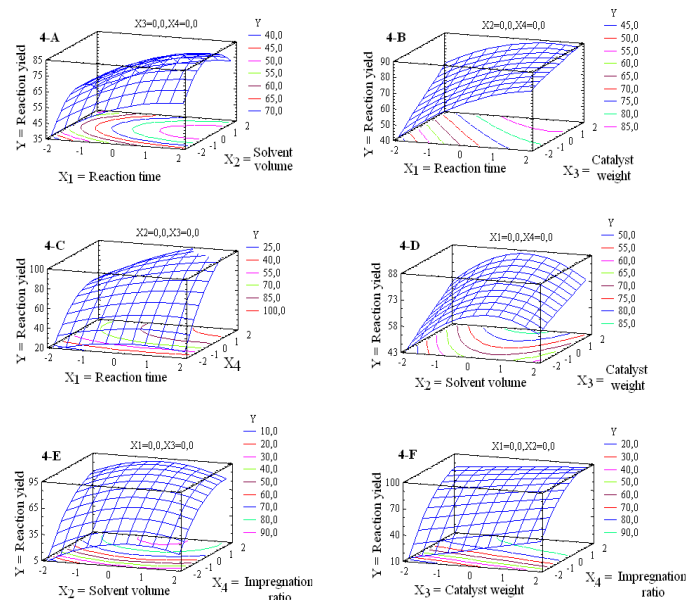 4-A
X3=0,0,X4=0,0
Y
40,0
45,0
50,0
55,0
60,0
65,0
70,0
Y = Reaction yield
85
75
65
55
45
35
-2 -1 0 1 2
-2 -1 0 1 2
X1 = Reaction time
X2 = Solvent
volume
4-B
X2=0,0,X4=0,0
Y
45,0
50,0
55,0
60,0
65,0
70,0
75,0
80,0
85,0
Y = Reaction yield
90
80
70
60
50
40
-2 -1 0 1 2
-2 -1 0 1 2
X1 = Reaction time
X3 =
Catalyst
weight
4-C
X2=0,0,X3=0,0
Y
25,0
40,0
55,0
70,0
85,0
100,0
Y = Reaction yield
100
80
60
40
20
-2 -1 0 1 2
-2 -1 0 1 2
X1 = Reaction time
X4
4-D
X1=0,0,X4=0,0
Y
50,0
55,0
60,0
65,0
70,0
75,0
80,0
85,0
Y = Reaction yield
88
73
58
43
-2 -1 0 1 2
-2 -1 0 1 2
X2 = Solvent volume
X3 =
Catalyst
weight
4-E
X1=0,0,X3=0,0
Y
10,0
20,0
30,0
40,0
50,0
60,0
70,0
80,0
90,0
Y = Reaction yield
95
65
35
5
-2 -1 0 1 2
-2 -1 0 1 2
X2 = Solvent volume
X4 = Impregnation
ratio
4-F
X1=0,0,X2=0,0
Y
20,0
30,0
40,0
50,0
60,0
70,0
80,0
90,0
Y = Reaction yield
100
70
40
10
-2 -1 0 1 2
-2 -1 0 1 2
X3 = Catalyst weight
X4 = Impregnation
ratio